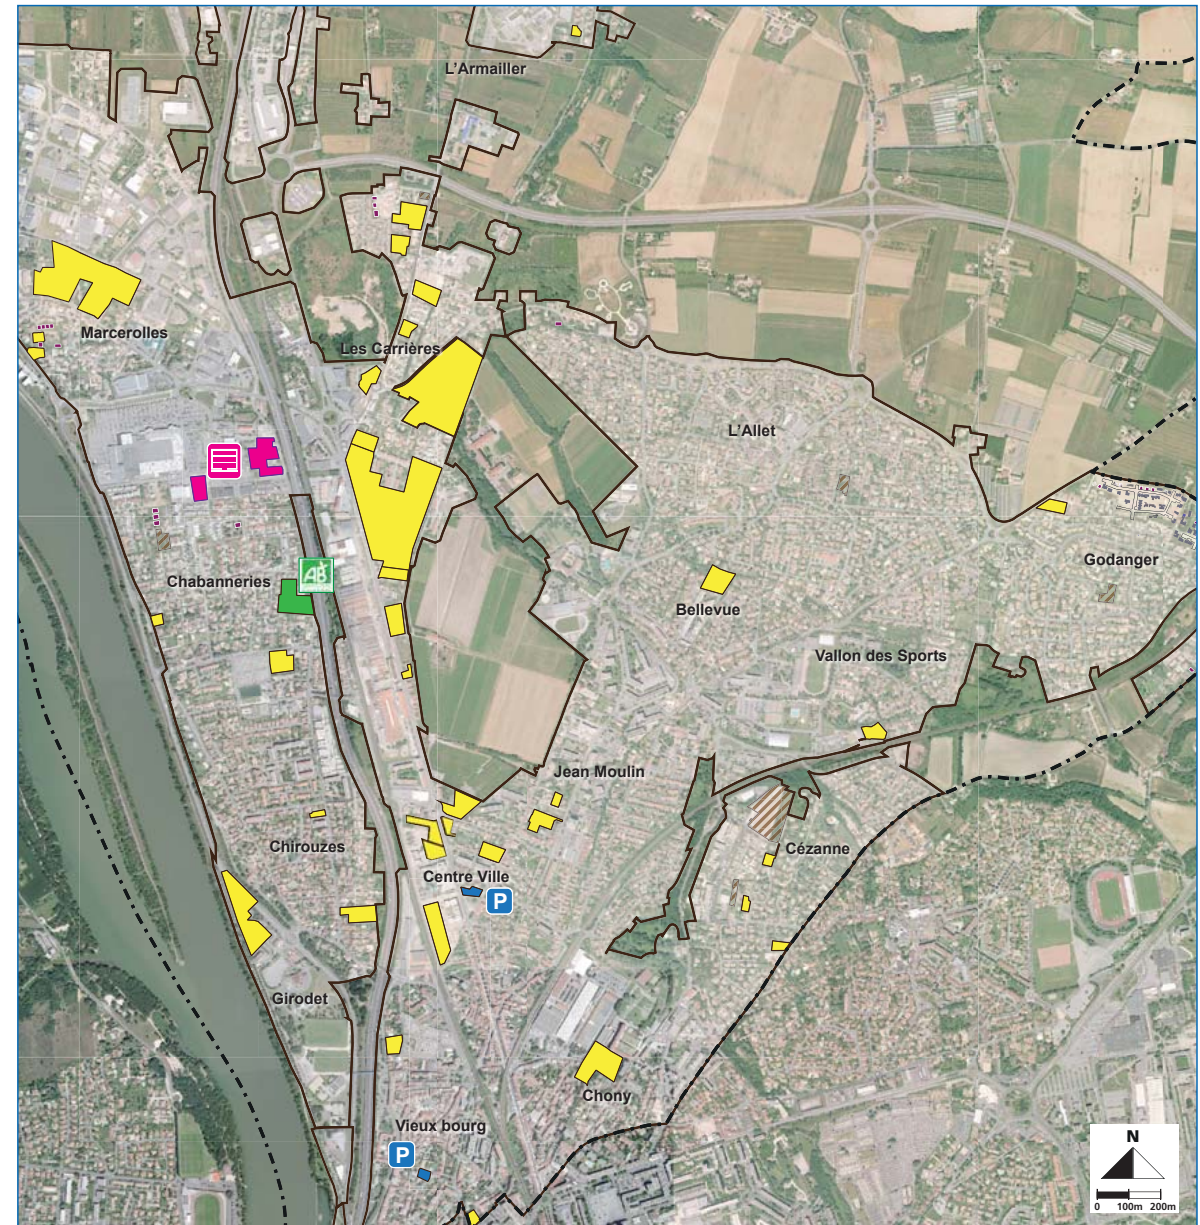 L'Armailler
Marcerolles
Les Carrières
L'Allet
Chabanneries
AB
Godanger
Bellevue
Vallon des Sports
Jean Moulin
Chirouzes
Cézanne
Centre Ville
P
Girodet
Chony
Vieux bourg
P
N
0 100m 200m